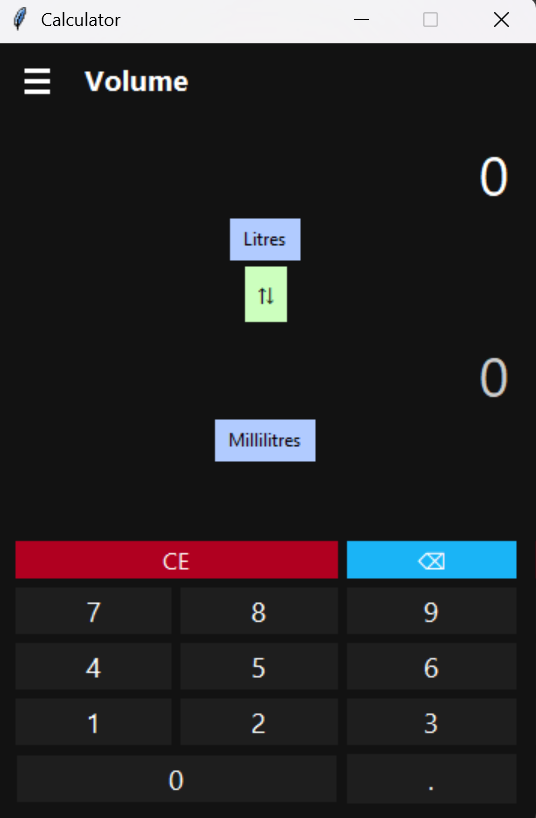 Calculator
☰ Volume
0
Litres
⇅
0
Millilitres
CE ⌫
7 8 9
4 5 6
1 2 3
0 .